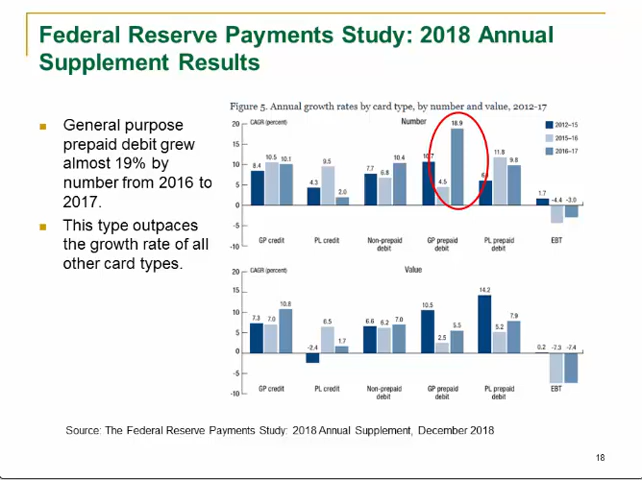 Federal Reserve Payments Study: 2018 Annual
Supplement Results
General purpose
prepaid debit grew
almost 19% by
number from 2016 to
2017.
This type outpaces
the growth rate of all
other card types.
Figure 5. Annual growth rates by card type, by number and value, 2012-17
CAGR (percent)
Number
20
15
10
5
0
-5
-10
8.4 10.5 10.1
4.3 9.5 2.0
7.7 6.8 10.4
10.7 4.5 18.9
11.8 9.8
1.7 -4.4 -3.0
2012–15
2015–16
2016–17
GP credit PL credit Non-prepaid debit GP prepaid debit PL prepaid debit EBT
CAGR (percent)
Value
20
15
10
5
0
-5
-10
7.3 7.0 10.8
-2.4 6.5 1.7
6.6 6.2 7.0
10.5 2.5 5.5
14.2 5.2 7.9
0.2 -7.3 -7.4
GP credit PL credit Non-prepaid debit GP prepaid debit PL prepaid debit EBT
Source: The Federal Reserve Payments Study: 2018 Annual Supplement, December 2018
18